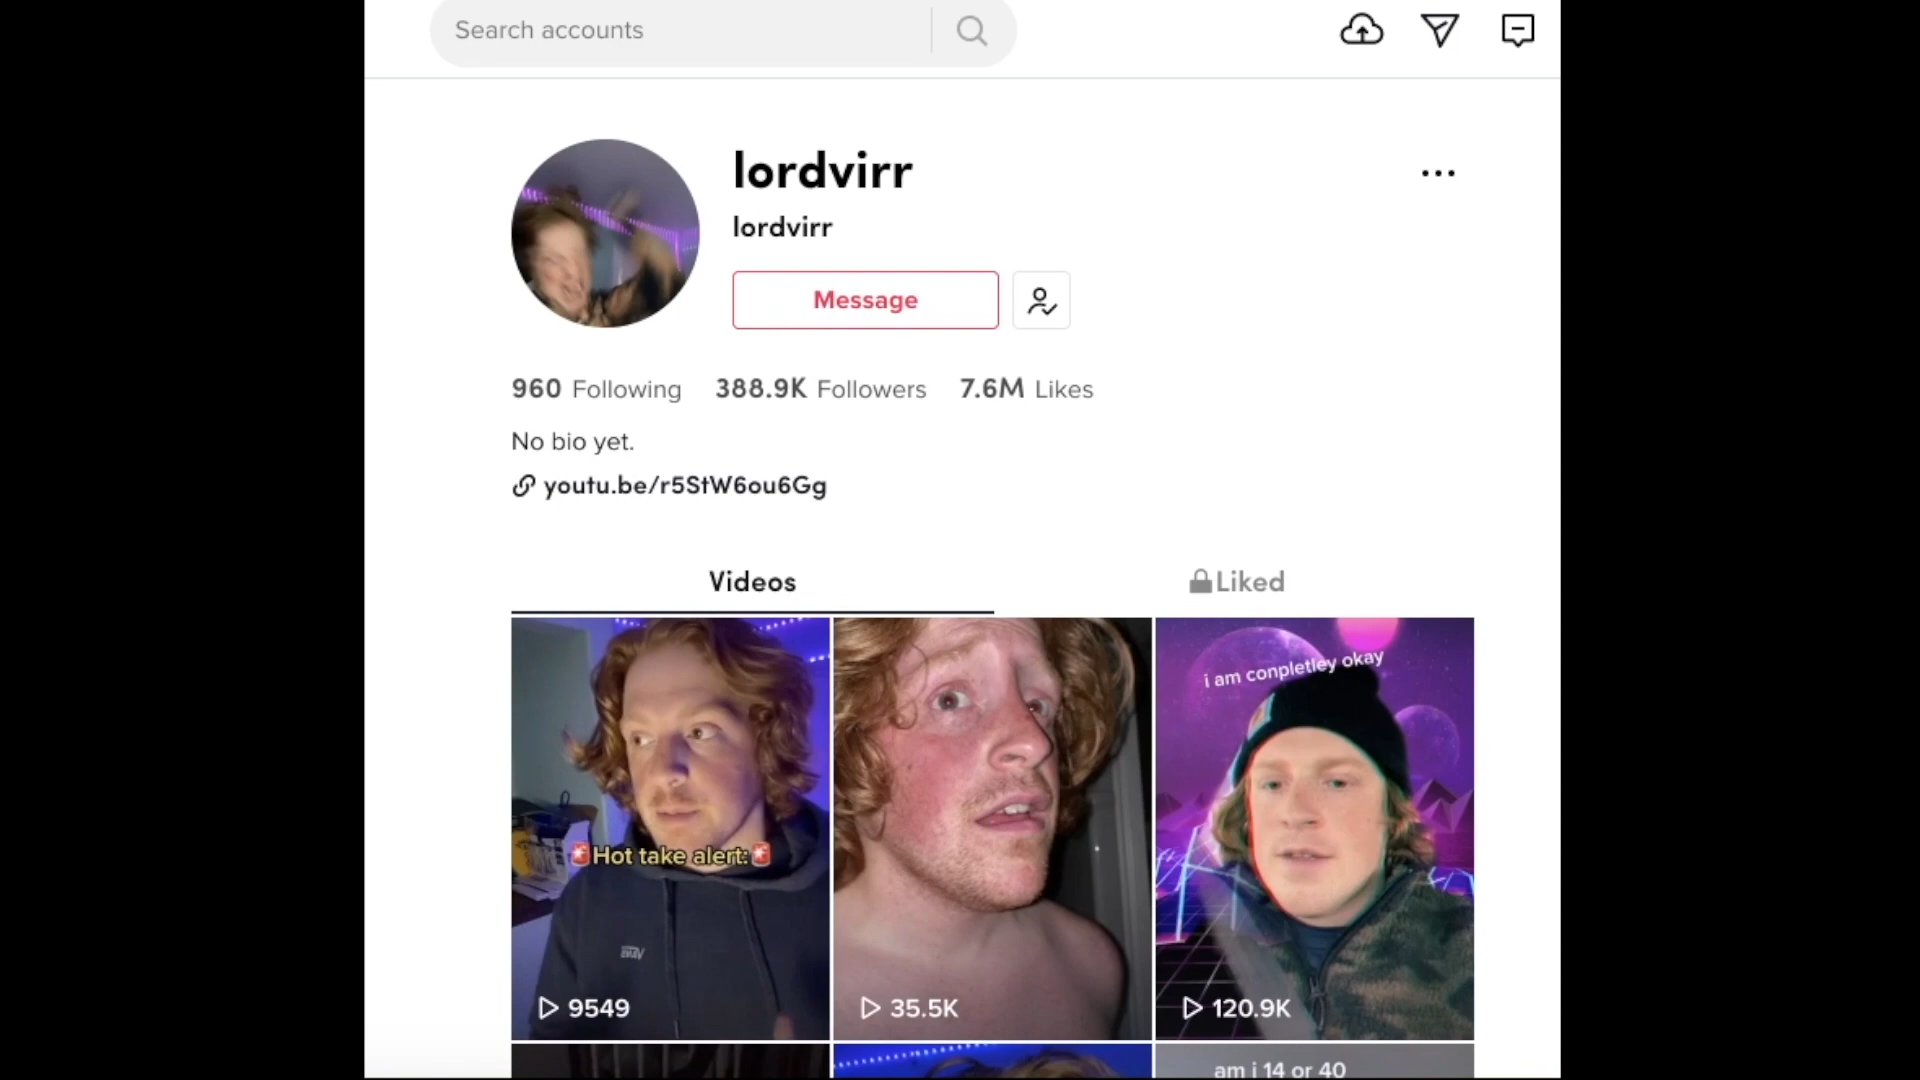 Search accounts
lordvirr
lordvirr
Message
960 Following 388.9K Followers 7.6M Likes
No bio yet.
youtu.be/r5StW6ou6Gg
Videos
Liked
🚨Hot take alert:🚨
9549
35.5K
i am conpletley okay
120.9K
am i 14 or 40